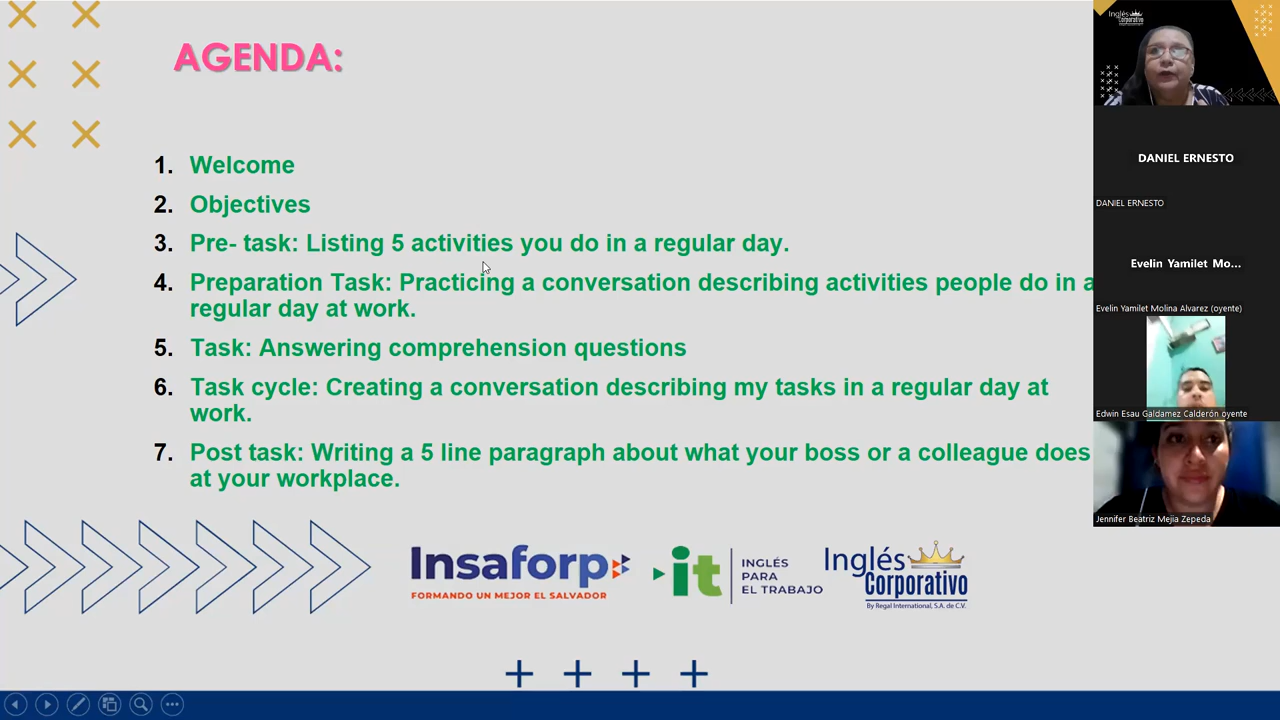 AGENDA:
1. Welcome
2. Objectives
3. Pre- task: Listing 5 activities you do in a regular day.
4. Preparation Task: Practicing a conversation describing activities people do in a
regular day at work.
5. Task: Answering comprehension questions
6. Task cycle: Creating a conversation describing my tasks in a regular day at
work.
7. Post task: Writing a 5 line paragraph about what your boss or a colleague does
at your workplace.
Insaforp
FORMANDO UN MEJOR EL SALVADOR
it
INGLÉS
PARA
EL TRABAJO
Inglés
Corporativo
By Regal International, S.A. de C.V.
Inglés
Corporativo
DANIEL ERNESTO
DANIEL ERNESTO
Evelin Yamilet Mo...
Evelin Yamilet Molina Alvarez (oyente)
Edwin Esau Galdamez Calderón oyente
Jennifer Beatriz Mejia Zepeda